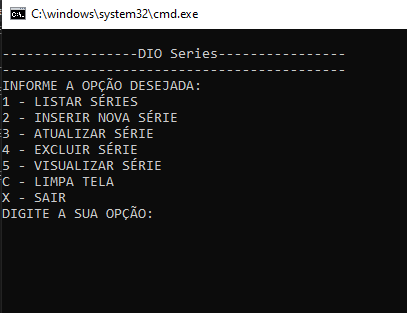 C:\windows\system32\cmd.exe
-----------------DIO Series----------------
-------------------------------------------
INFORME A OPÇÃO DESEJADA:
1 - LISTAR SÉRIES
2 - INSERIR NOVA SÉRIE
3 - ATUALIZAR SÉRIE
4 - EXCLUIR SÉRIE
5 - VISUALIZAR SÉRIE
C - LIMPA TELA
X - SAIR
DIGITE A SUA OPÇÃO: